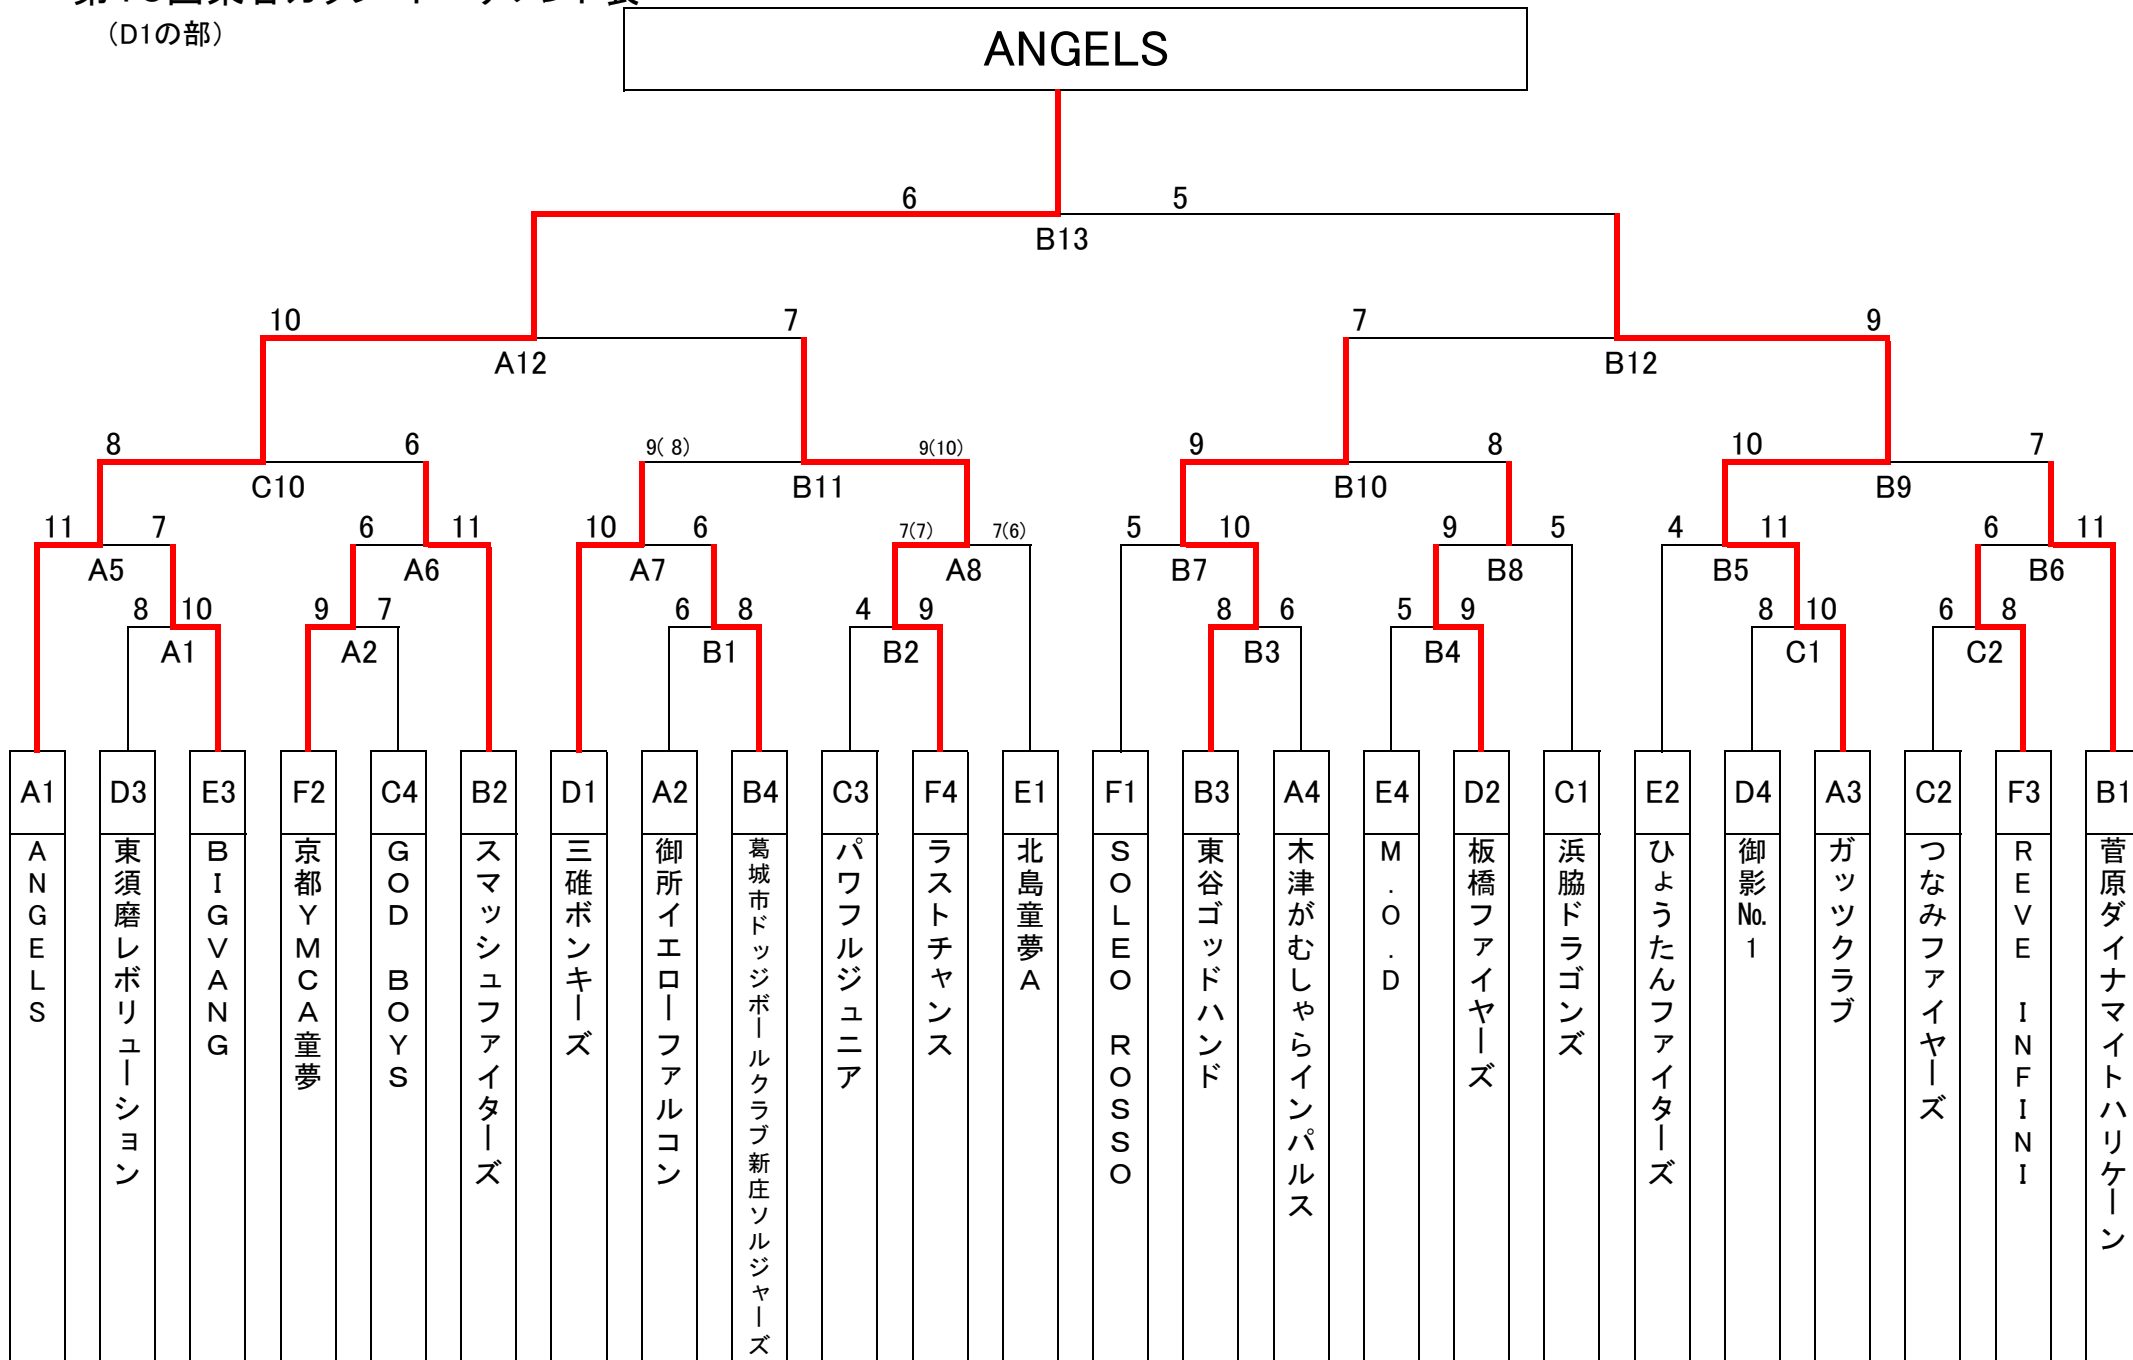 （D1の部）
ANGELS
6 5
B13
10 7 7 9
A12 B12
8 6 9( 8) 9(10) 9 8 10 7
C10 B11 B10 B9
11 7 6 11 10 6 7(7) 7(6) 5 10 9 5 4 11 6 11
A5 A6 A7 A8 B7 B8 B5 B6
8 10 9 7 6 8 4 9 8 6 5 9 8 10 6 8
A1 A2 B1 B2 B3 B4 C1 C2
A1 D3 E3 F2 C4 B2 D1 A2 B4 C3 F4 E1 F1 B3 A4 E4 D2 C1 E2 D4 A3 C2 F3 B1
ANGELS
東須磨レボリューション
BIGVANG
京都YMCA童夢
GOD BOYS
スマッシュファイターズ
三碓ボンキーズ
御所イエローファルコン
葛城市ドッジボールクラブ新庄ソルジャーズ
パワフルジュニア
ラストチャンス
北島童夢A
SOLEO ROSSO
東谷ゴッドハンド
木津がむしゃらインパルス
M.O.D
板橋ファイヤーズ
浜脇ドラゴンズ
ひょうたんファイターズ
御影№1
ガッツクラブ
つなみファイヤーズ
REVE INFINI
菅原ダイナマイトハリケーン